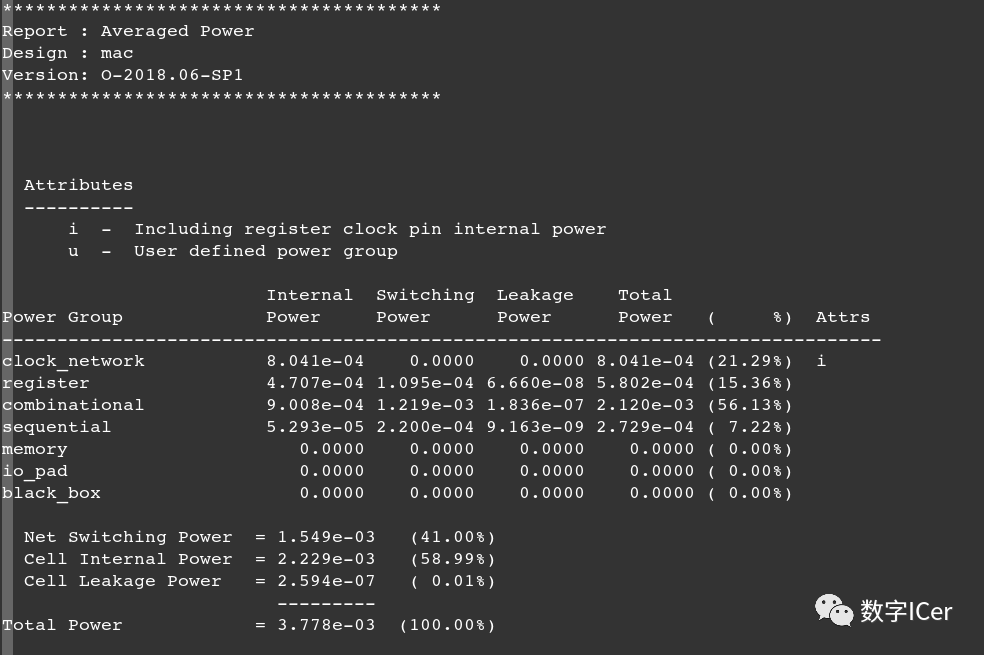 ****************************************
Report : Averaged Power
Design : mac
Version: O-2018.06-SP1
****************************************
Attributes
----------
i - Including register clock pin internal power
u - User defined power group
Internal Switching Leakage Total
Power Group Power Power Power Power ( %) Attrs
--------------------------------------------------------------------------------
clock_network 8.041e-04 0.0000 0.0000 8.041e-04 (21.29%) i
register 4.707e-04 1.095e-04 6.660e-08 5.802e-04 (15.36%)
combinational 9.008e-04 1.219e-03 1.836e-07 2.120e-03 (56.13%)
sequential 5.293e-05 2.200e-04 9.163e-09 2.729e-04 ( 7.22%)
memory 0.0000 0.0000 0.0000 0.0000 ( 0.00%)
io_pad 0.0000 0.0000 0.0000 0.0000 ( 0.00%)
black_box 0.0000 0.0000 0.0000 0.0000 ( 0.00%)
Net Switching Power = 1.549e-03 (41.00%)
Cell Internal Power = 2.229e-03 (58.99%)
Cell Leakage Power = 2.594e-07 ( 0.01%)
---------
Total Power = 3.778e-03 (100.00%)
数字ICer